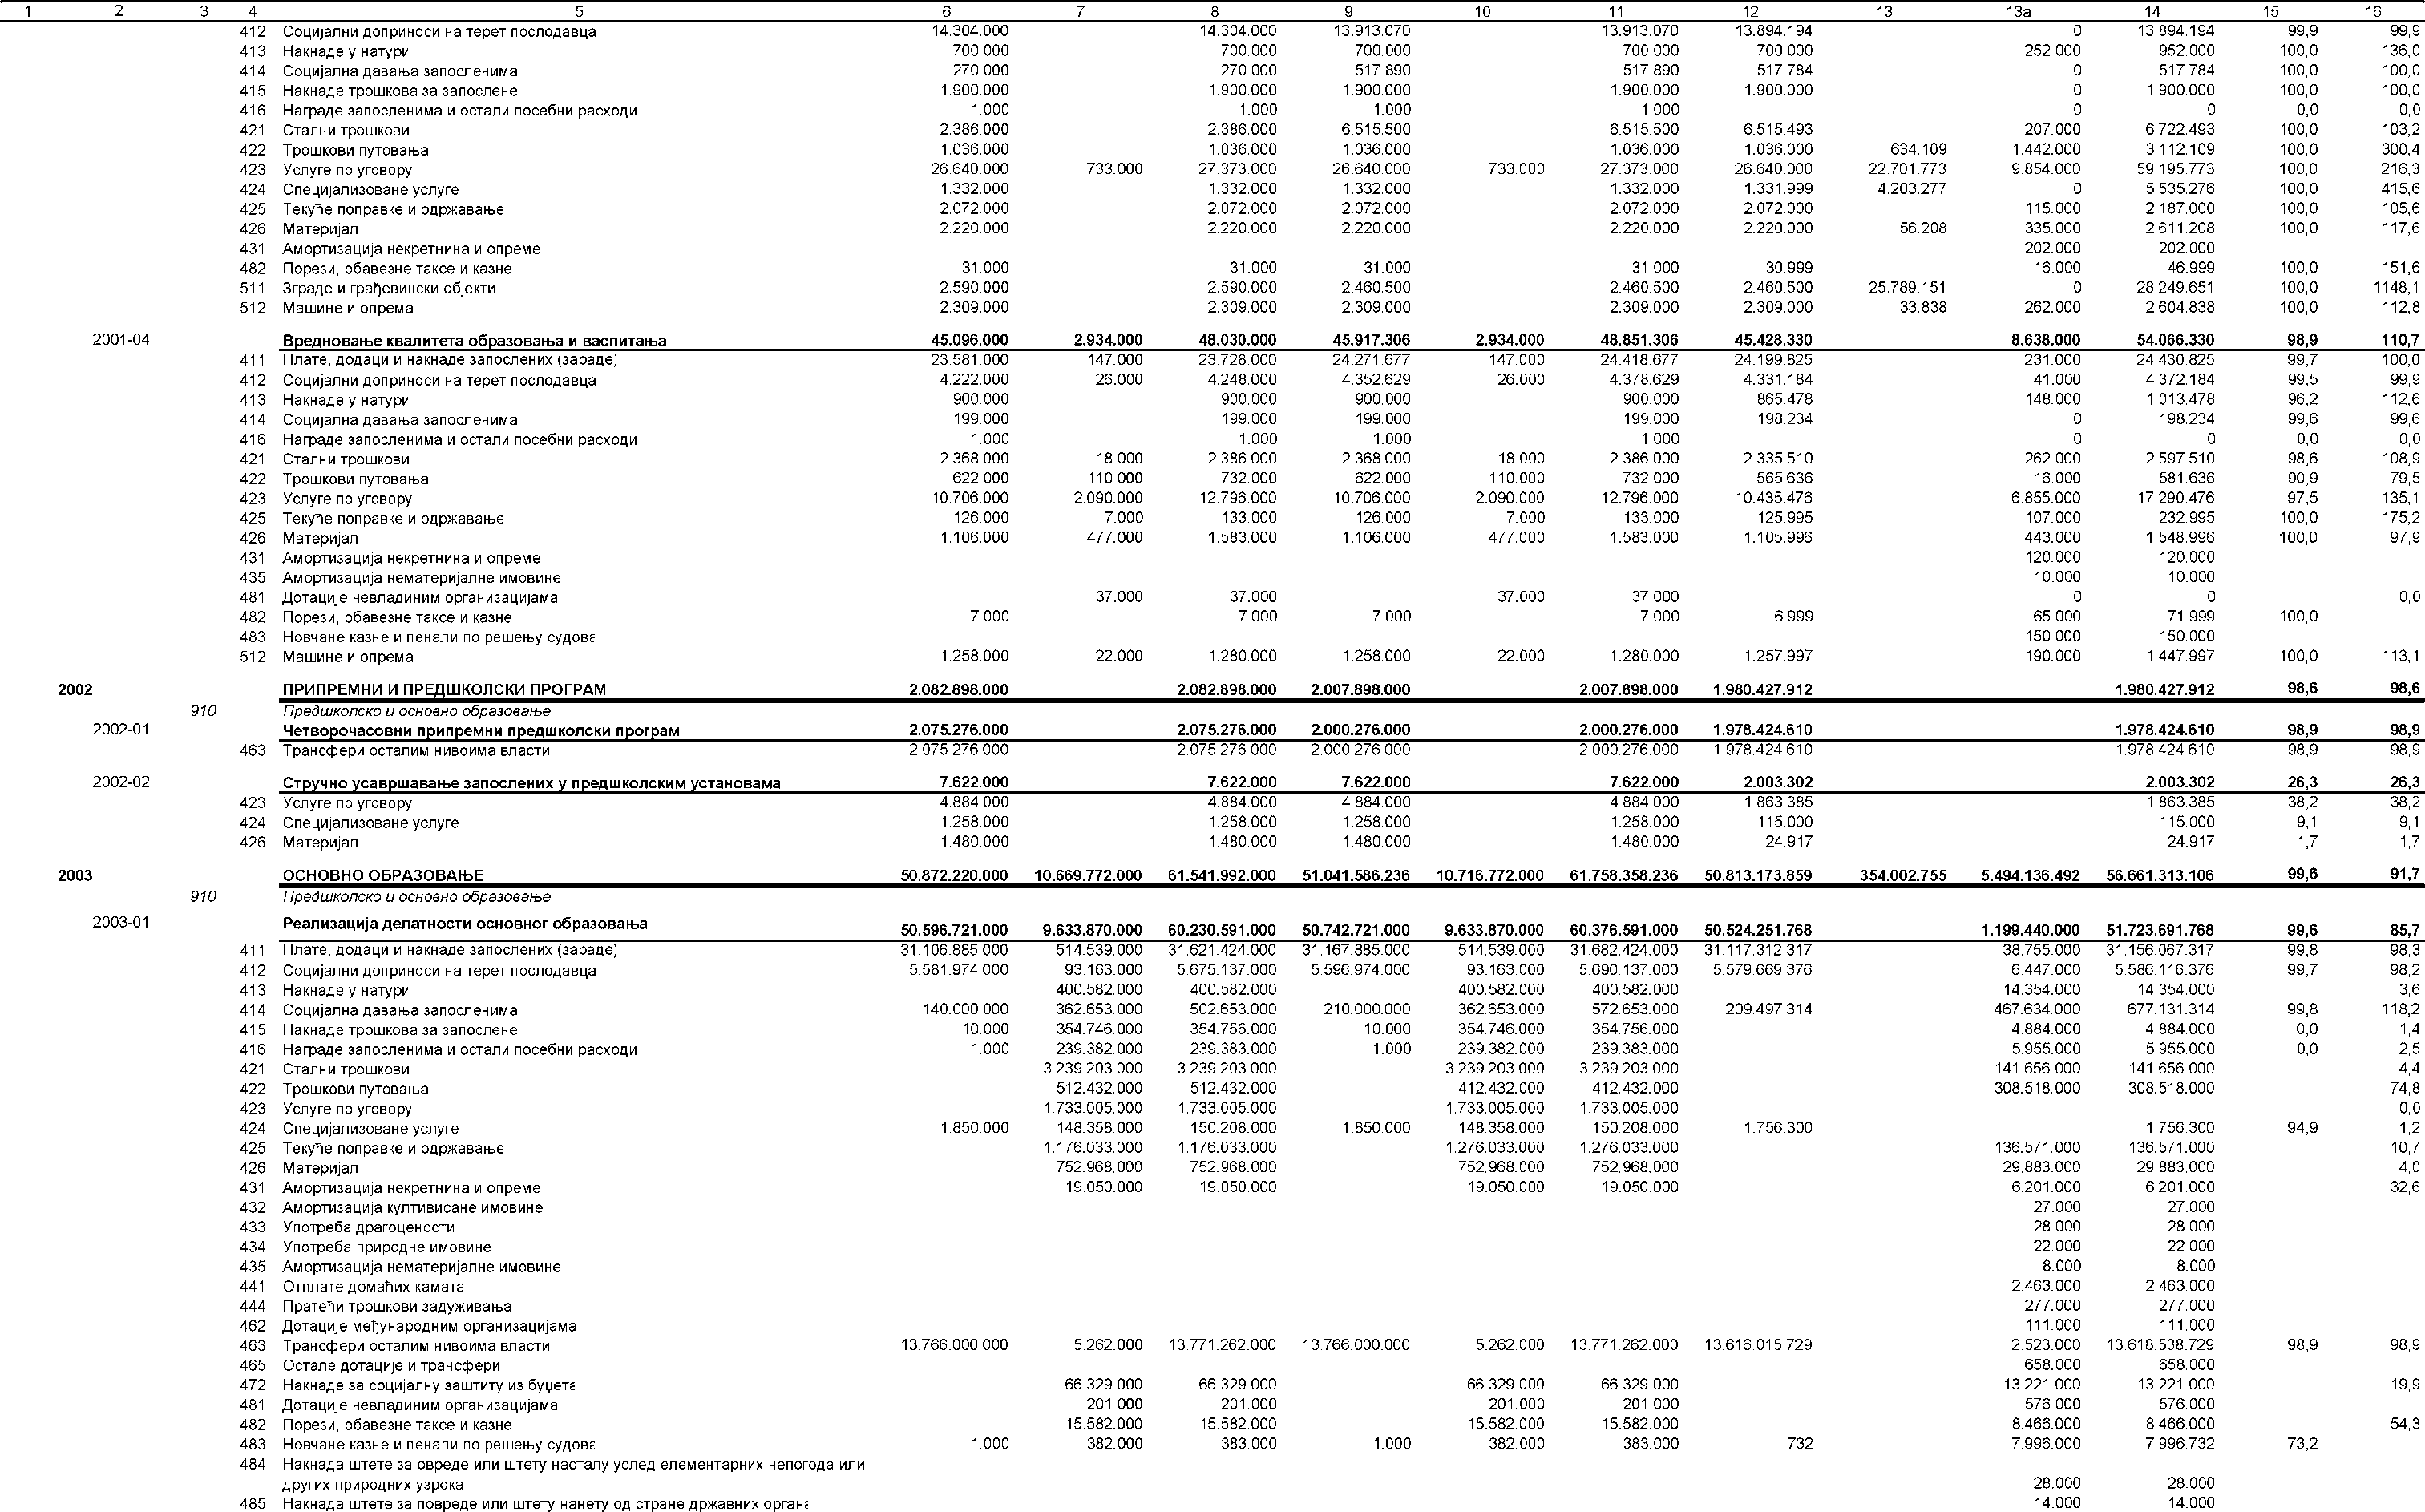 1 2 3 4 5 6 7 8 9 10 11 12 13 13a 14 15 16
412 Социјални доприноси на терет послодавца 14.304.000 14.304.000 13.913.070 13.913.070 13.894.194 0 13.894.194 99,9 99,9
413 Накнаде у натури 700.000 700.000 700.000 700.000 700.000 252.000 952.000 100,0 136,0
414 Социјална давања запосленима 270.000 270.000 517.890 517.890 517.784 0 517.784 100,0 100,0
415 Накнаде трошкова за запослене 1.900.000 1.900.000 1.900.000 1.900.000 1.900.000 0 1.900.000 100,0 100,0
416 Награде запосленима и остали посебни расходи 1.000 1.000 1.000 1.000 0 0 0,0 0,0
421 Стални трошкови 2.386.000 2.386.000 6.515.500 6.515.500 6.515.493 207.000 6.722.493 100,0 103,2
422 Трошкови путовања 1.036.000 1.036.000 1.036.000 1.036.000 1.036.000 634.109 1.442.000 3.112.109 100,0 300,4
423 Услуге по уговору 26.640.000 733.000 27.373.000 26.640.000 733.000 27.373.000 26.640.000 22.701.773 9.854.000 59.195.773 100,0 216,3
424 Специјализоване услуге 1.332.000 1.332.000 1.332.000 1.332.000 1.331.999 4.203.277 0 5.535.276 100,0 415,6
425 Текуће поправке и одржавање 2.072.000 2.072.000 2.072.000 2.072.000 2.072.000 115.000 2.187.000 100,0 105,6
426 Материјал 2.220.000 2.220.000 2.220.000 2.220.000 2.220.000 56.208 335.000 2.611.208 100,0 117,6
431 Амортизација некретнина и опреме 202.000 202.000
482 Порези, обавезне таксе и казне 31.000 31.000 31.000 31.000 30.999 16.000 46.999 100,0 151,6
511 Зграде и грађевински објекти 2.590.000 2.590.000 2.460.500 2.460.500 2.460.500 25.789.151 0 28.249.651 100,0 1148,1
512 Машине и опрема 2.309.000 2.309.000 2.309.000 2.309.000 2.309.000 33.838 262.000 2.604.838 100,0 112,8
2001-04 Вредновање квалитета образовања и васпитања 45.096.000 2.934.000 48.030.000 45.917.306 2.934.000 48.851.306 45.428.330 8.638.000 54.066.330 98,9 110,7
411 Плате, додаци и накнаде запослених (зараде) 23.581.000 147.000 23.728.000 24.271.677 147.000 24.418.677 24.199.825 231.000 24.430.825 99,7 100,0
412 Социјални доприноси на терет послодавца 4.222.000 26.000 4.248.000 4.352.629 26.000 4.378.629 4.331.184 41.000 4.372.184 99,5 99,9
413 Накнаде у натури 900.000 900.000 900.000 900.000 865.478 148.000 1.013.478 96,2 112,6
414 Социјална давања запосленима 199.000 199.000 199.000 199.000 198.234 0 198.234 99,6 99,6
416 Награде запосленима и остали посебни расходи 1.000 1.000 1.000 1.000 0 0 0,0 0,0
421 Стални трошкови 2.368.000 18.000 2.386.000 2.368.000 18.000 2.386.000 2.335.510 262.000 2.597.510 98,6 108,9
422 Трошкови путовања 622.000 110.000 732.000 622.000 110.000 732.000 565.636 16.000 581.636 90,9 79,5
423 Услуге по уговору 10.706.000 2.090.000 12.796.000 10.706.000 2.090.000 12.796.000 10.435.476 6.855.000 17.290.476 97,5 135,1
425 Текуће поправке и одржавање 126.000 7.000 133.000 126.000 7.000 133.000 125.995 107.000 232.995 100,0 175,2
426 Материјал 1.106.000 477.000 1.583.000 1.106.000 477.000 1.583.000 1.105.996 443.000 1.548.996 100,0 97,9
431 Амортизација некретнина и опреме 120.000 120.000
435 Амортизација нематеријалне имовине 10.000 10.000
481 Дотације невладиним организацијама 37.000 37.000 37.000 37.000 0 0 0,0
482 Порези, обавезне таксе и казне 7.000 7.000 7.000 7.000 6.999 65.000 71.999 100,0
483 Новчане казне и пенали по решењу судова 150.000 150.000
512 Машине и опрема 1.258.000 22.000 1.280.000 1.258.000 22.000 1.280.000 1.257.997 190.000 1.447.997 100,0 113,1
2002 ПРИПРЕМНИ И ПРЕДШКОЛСКИ ПРОГРАМ 2.082.898.000 2.082.898.000 2.007.898.000 2.007.898.000 1.980.427.912 1.980.427.912 98,6 98,6
910 Предшколско и основно образовање
2002-01 Четворочасовни припремни предшколски програм 2.075.276.000 2.075.276.000 2.000.276.000 2.000.276.000 1.978.424.610 1.978.424.610 98,9 98,9
463 Трансфери осталим нивоима власти 2.075.276.000 2.075.276.000 2.000.276.000 2.000.276.000 1.978.424.610 1.978.424.610 98,9 98,9
2002-02 Стручно усавршавање запослених у предшколским установама 7.622.000 7.622.000 7.622.000 7.622.000 2.003.302 2.003.302 26,3 26,3
423 Услуге по уговору 4.884.000 4.884.000 4.884.000 4.884.000 1.863.385 1.863.385 38,2 38,2
424 Специјализоване услуге 1.258.000 1.258.000 1.258.000 1.258.000 115.000 115.000 9,1 9,1
426 Материјал 1.480.000 1.480.000 1.480.000 1.480.000 24.917 24.917 1,7 1,7
2003 ОСНОВНО ОБРАЗОВАЊЕ 50.872.220.000 10.669.772.000 61.541.992.000 51.041.586.236 10.716.772.000 61.758.358.236 50.813.173.859 354.002.755 5.494.136.492 56.661.313.106 99,6 91,7
910 Предшколско и основно образовање
2003-01 Реализација делатности основног образовања 50.596.721.000 9.633.870.000 60.230.591.000 50.742.721.000 9.633.870.000 60.376.591.000 50.524.251.768 1.199.440.000 51.723.691.768 99,6 85,7
411 Плате, додаци и накнаде запослених (зараде) 31.106.885.000 514.539.000 31.621.424.000 31.167.885.000 514.539.000 31.682.424.000 31.117.312.317 38.755.000 31.156.067.317 99,8 98,3
412 Социјални доприноси на терет послодавца 5.581.974.000 93.163.000 5.675.137.000 5.596.974.000 93.163.000 5.690.137.000 5.579.669.376 6.447.000 5.586.116.376 99,7 98,2
413 Накнаде у натури 400.582.000 400.582.000 400.582.000 400.582.000 14.354.000 14.354.000 3,6
414 Социјална давања запосленима 140.000.000 362.653.000 502.653.000 210.000.000 362.653.000 572.653.000 209.497.314 467.634.000 677.131.314 99,8 118,2
415 Накнаде трошкова за запослене 10.000 354.746.000 354.756.000 10.000 354.746.000 354.756.000 4.884.000 4.884.000 0,0 1,4
416 Награде запосленима и остали посебни расходи 1.000 239.382.000 239.383.000 1.000 239.382.000 239.383.000 5.955.000 5.955.000 0,0 2,5
421 Стални трошкови 3.239.203.000 3.239.203.000 3.239.203.000 3.239.203.000 141.656.000 141.656.000 4,4
422 Трошкови путовања 512.432.000 512.432.000 412.432.000 412.432.000 308.518.000 308.518.000 74,8
423 Услуге по уговору 1.733.005.000 1.733.005.000 1.733.005.000 1.733.005.000 0,0
424 Специјализоване услуге 1.850.000 148.358.000 150.208.000 1.850.000 148.358.000 150.208.000 1.756.300 1.756.300 94,9 1,2
425 Текуће поправке и одржавање 1.176.033.000 1.176.033.000 1.276.033.000 1.276.033.000 136.571.000 136.571.000 10,7
426 Материјал 752.968.000 752.968.000 752.968.000 752.968.000 29.883.000 29.883.000 4,0
431 Амортизација некретнина и опреме 19.050.000 19.050.000 19.050.000 19.050.000 6.201.000 6.201.000 32,6
432 Амортизација култивисане имовине 27.000 27.000
433 Употреба драгоцености 28.000 28.000
434 Употреба природне имовине 22.000 22.000
435 Амортизација нематеријалне имовине 8.000 8.000
441 Отплате домаћих камата 2.463.000 2.463.000
444 Пратећи трошкови задуживања 277.000 277.000
462 Дотације међународним организацијама 111.000 111.000
463 Трансфери осталим нивоима власти 13.766.000.000 5.262.000 13.771.262.000 13.766.000.000 5.262.000 13.771.262.000 13.616.015.729 2.523.000 13.618.538.729 98,9 98,9
465 Остале дотације и трансфери 658.000 658.000
472 Накнаде за социјалну заштиту из буџета 66.329.000 66.329.000 66.329.000 66.329.000 13.221.000 13.221.000 19,9
481 Дотације невладиним организацијама 201.000 201.000 201.000 201.000 576.000 576.000
482 Порези, обавезне таксе и казне 15.582.000 15.582.000 15.582.000 15.582.000 8.466.000 8.466.000 54,3
483 Новчане казне и пенали по решењу судова 1.000 382.000 383.000 1.000 382.000 383.000 732 7.996.000 7.996.732 73,2
484 Накнада штете за овреде или штету насталу услед елементарних непогода или
других природних узрока 28.000 28.000
485 Накнада штете за повреде или штету нанету од стране државних органа 14.000 14.000